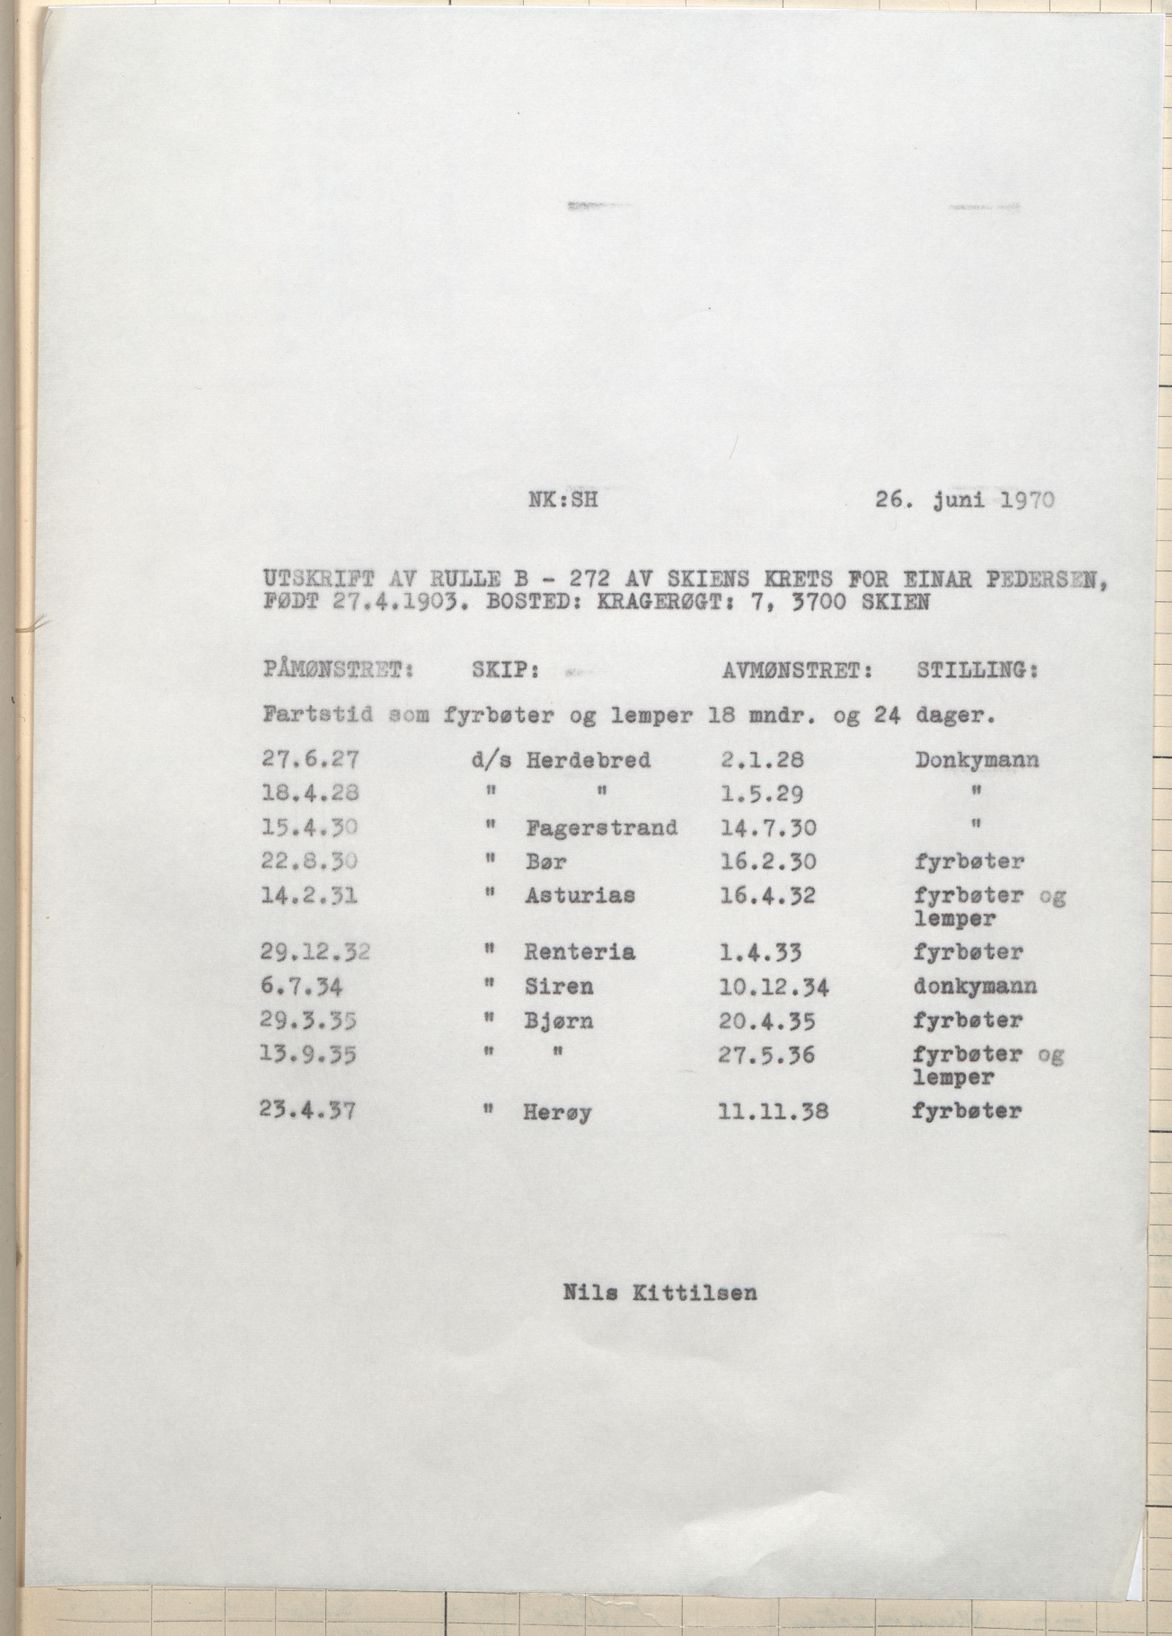 NK:SH 26. juni 1970
UTSKRIFT AV RULLE B - 272 AV SKIENS KRETS FOR EINAR PEDERSEN,
FØDT 27.4.1903. BOSTED: KRAGERØGT: 7, 3700 SKIEN
PÅMØNSTRET: SKIP: AVMØNSTRET: STILLING:
Fartstid som fyrbøter og lemper 18 mndr. og 24 dager.
27.6.27 d/s Herdebred 2.1.28 Donkymann
18.4.28 " " 1.5.29 "
15.4.30 " Fagerstrand 14.7.30 "
22.8.30 " Bør 16.2.30 fyrbøter
14.2.31 " Asturias 16.4.32 fyrbøter og
lemper
29.12.32 " Renteria 1.4.33 fyrbøter
6.7.34 " Siren 10.12.34 donkymann
29.3.35 " Bjørn 20.4.35 fyrbøter
13.9.35 " " 27.5.36 fyrbøter og
lemper
23.4.37 " Herøy 11.11.38 fyrbøter
Nils Kittilsen